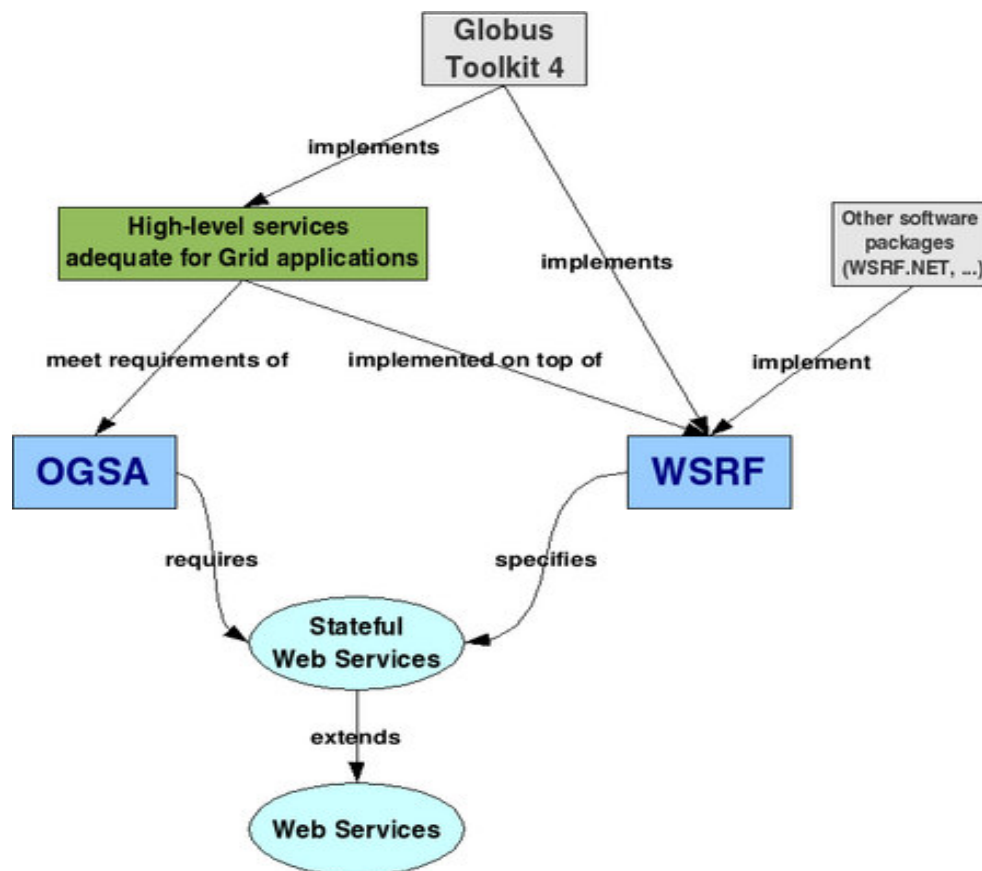 Globus
Toolkit 4
implements
High-level services
adequate for Grid applications
Other software
packages
(WSRF.NET, ...)
implements
meet requirements of
implemented on top of
implement
OGSA
WSRF
requires
specifies
Stateful
Web Services
extends
Web Services